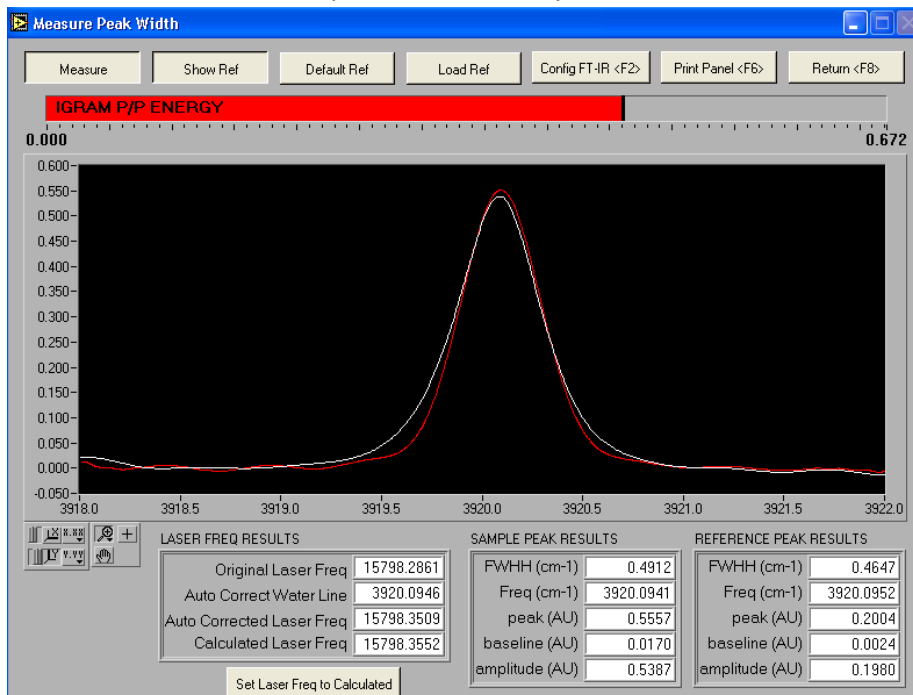 Measure Peak Width
Measure Show Ref Default Ref Load Ref Config FT-IR <F2> Print Panel <F6> Return <F8>
IGRAM P/P ENERGY
0.000 0.672
0.600
0.550
0.500
0.450
0.400
0.350
0.300
0.250
0.200
0.150
0.100
0.050
0.000
-0.050
3918.0 3918.5 3919.0 3919.5 3920.0 3920.5 3921.0 3921.5 3922.0
LASER FREQ RESULTS
Original Laser Freq 15798.2861
Auto Correct Water Line 3920.0946
Auto Corrected Laser Freq 15798.3509
Calculated Laser Freq 15798.3552
Set Laser Freq to Calculated
SAMPLE PEAK RESULTS
FWHH (cm-1) 0.4912
Freq (cm-1) 3920.0941
peak (AU) 0.5557
baseline (AU) 0.0170
amplitude (AU) 0.5387
REFERENCE PEAK RESULTS
FWHH (cm-1) 0.4647
Freq (cm-1) 3920.0952
peak (AU) 0.2004
baseline (AU) 0.0024
amplitude (AU) 0.1980